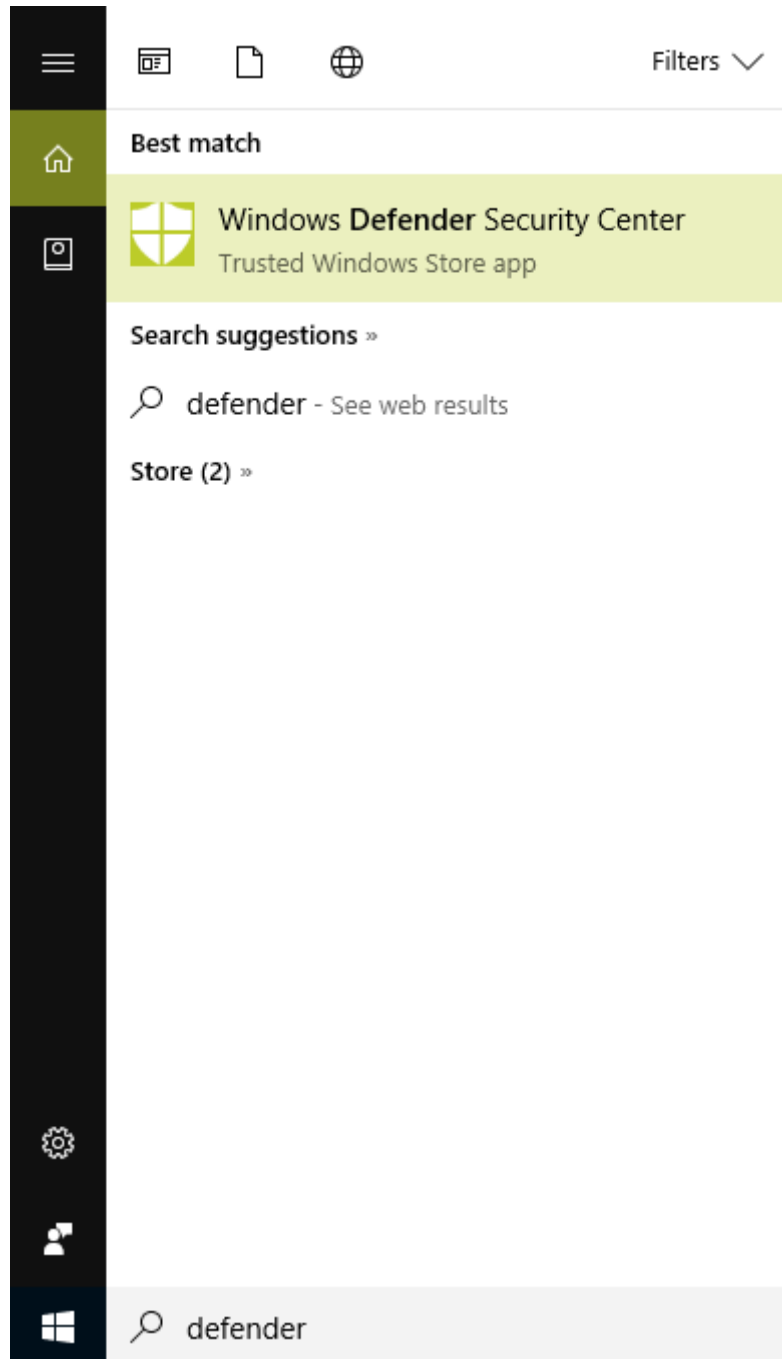 Filters
Best match
Windows Defender Security Center
Trusted Windows Store app
Search suggestions »
defender - See web results
Store (2) »
defender